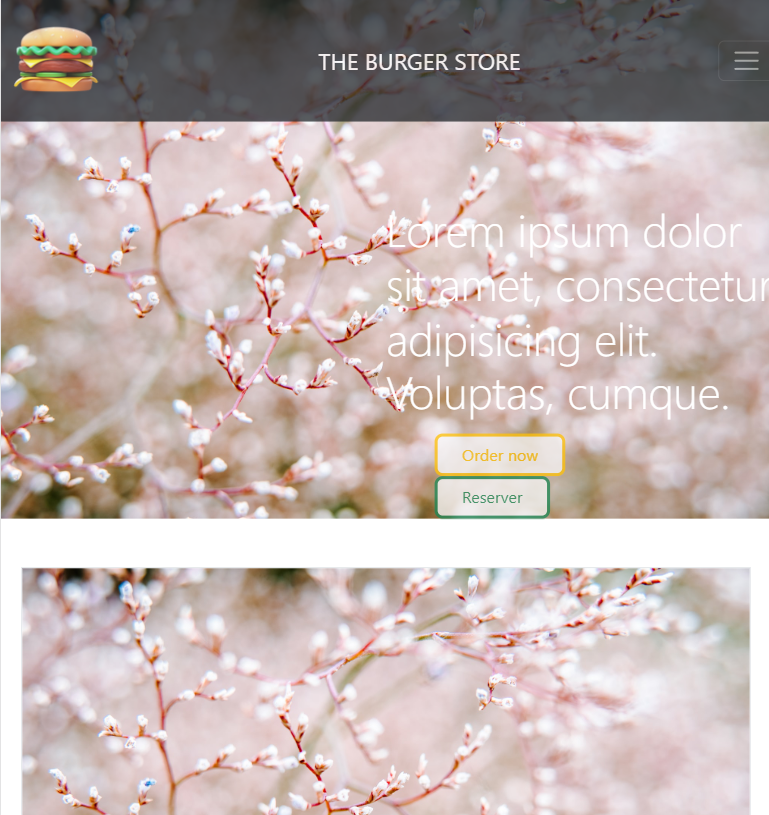 THE BURGER STORE
Lorem ipsum dolor
sit amet, consectetur
adipisicing elit.
Voluptas, cumque.
Order now
Reserver